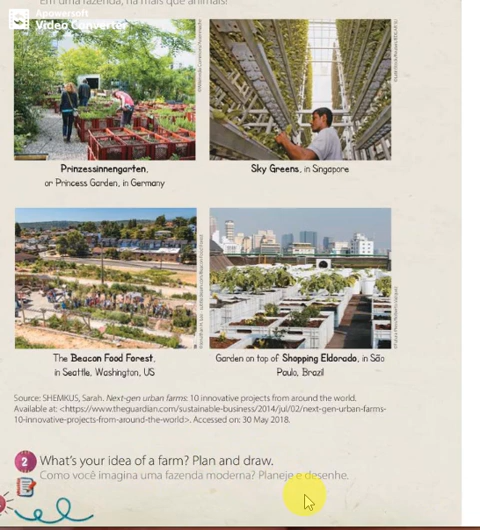 Em uma fazenda, há mais que animais!
Apowersoft
Video Converter
Prinzessinnengarten,
or Princess Garden, in Germany
Sky Greens, in Singapore
The Beacon Food Forest,
in Seattle, Washington, US
Garden on top of Shopping Eldorado, in São
Paulo, Brazil
Source: SHEMKUS, Sarah. Next-gen urban farms: 10 innovative projects from around the world.
Available at: <https://www.theguardian.com/sustainable-business/2014/jul/02/next-gen-urban-farms-
10-innovative-projects-from-around-the-world>. Accessed on: 30 May 2018.
2 What's your idea of a farm? Plan and draw.
Como você imagina uma fazenda moderna? Planeje e desenhe.